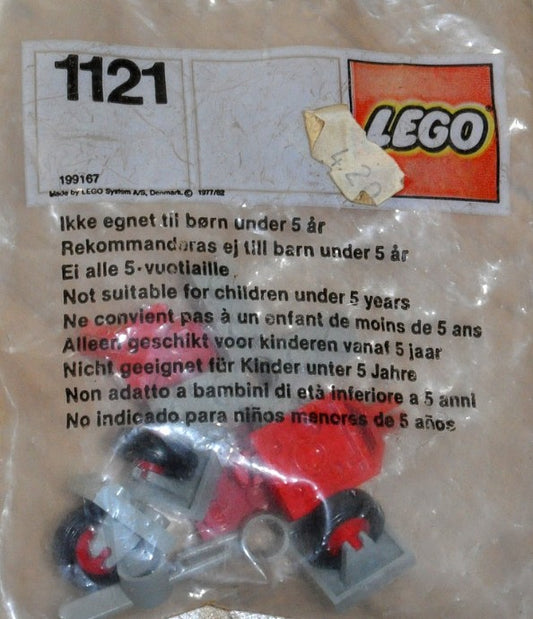 1121
LEGO
420
199167
Made by LEGO System A/S, Denmark. © 1977/82
Ikke egnet til børn under 5 år
Rekommanderas ej till barn under 5 år
Ei alle 5-vuotiaille
Not suitable for children under 5 years
Ne convient pas à un enfant de moins de 5 ans
Alleen geschikt voor kinderen vanaf 5 jaar
Nicht geeignet für Kinder unter 5 Jahre
Non adatto a bambini di età inferiore a 5 anni
No indicado para niños menores de 5 años